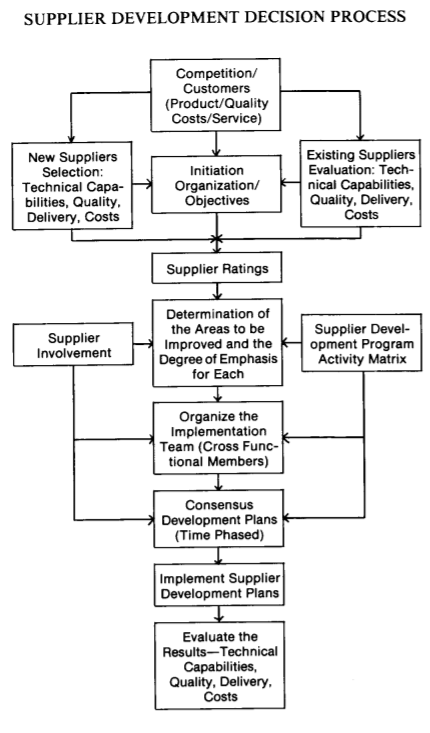 SUPPLIER DEVELOPMENT DECISION PROCESS
Competition/
Customers
(Product/Quality
Costs/Service)
New Suppliers
Selection:
Technical Capa-
bilities, Quality,
Delivery, Costs
Initiation
Organization/
Objectives
Existing Suppliers
Evaluation: Tech-
nical Capabilities,
Quality, Delivery,
Costs
Supplier Ratings
Supplier
Involvement
Determination of
the Areas to be
Improved and the
Degree of Emphasis
for Each
Supplier Devel-
opment Program
Activity Matrix
Organize the
Implementation
Team (Cross Func-
tional Members)
Consensus
Development Plans
(Time Phased)
Implement Supplier
Development Plans
Evaluate the
Results—Technical
Capabilities,
Quality, Delivery,
Costs